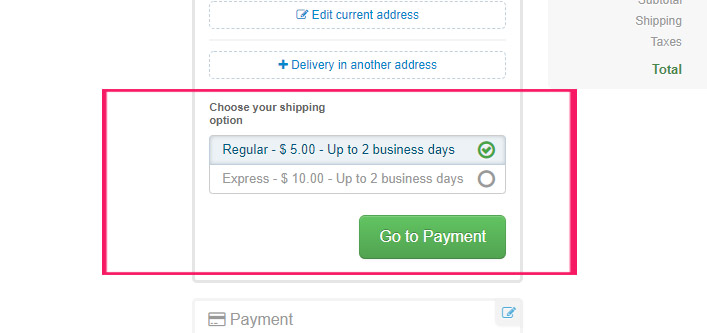 Edit current address
Subtotal
Shipping
+ Delivery in another address
Taxes
Total
Choose your shipping
option
Regular - $ 5.00 - Up to 2 business days
Express - $ 10.00 - Up to 2 business days
Go to Payment
Payment